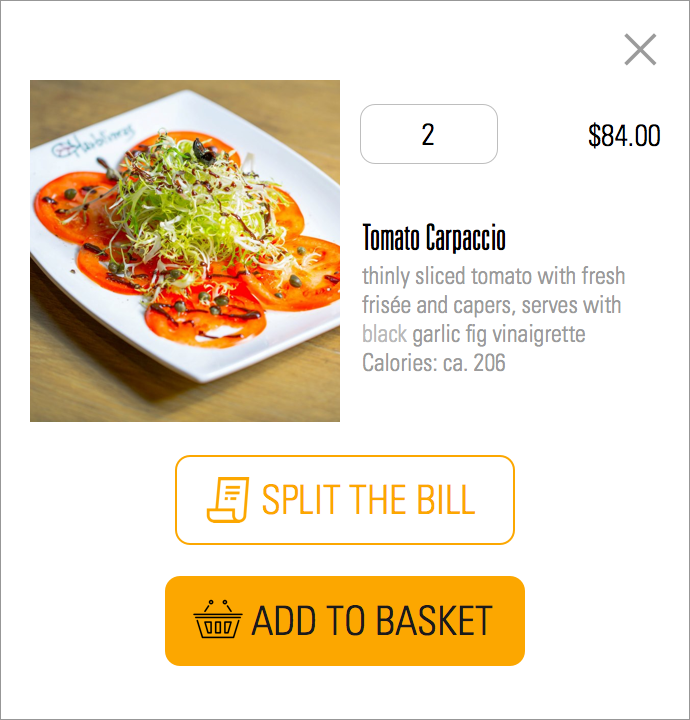 2
$84.00
Tomato Carpaccio
thinly sliced tomato with fresh
frisée and capers, serves with
black garlic fig vinaigrette
Calories: ca. 206
SPLIT THE BILL
ADD TO BASKET